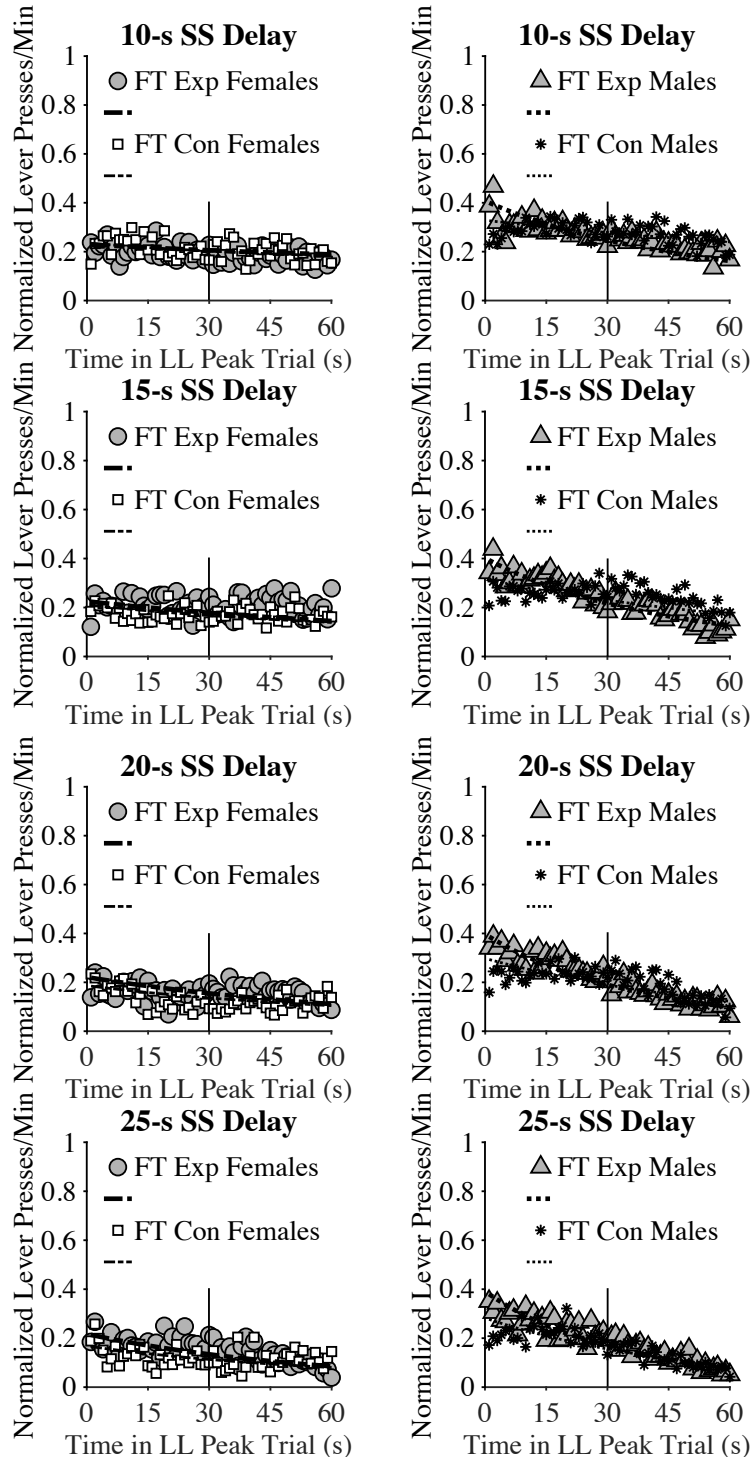 10-s SS Delay
Normalized Lever Presses/Min
1
0.8
0.6
0.4
0.2
0
FT Exp Females
FT Con Females
0 15 30 45 60
Time in LL Peak Trial (s)
10-s SS Delay
Normalized Lever Presses/Min
1
0.8
0.6
0.4
0.2
0
FT Exp Males
FT Con Males
0 15 30 45 60
Time in LL Peak Trial (s)
15-s SS Delay
Normalized Lever Presses/Min
1
0.8
0.6
0.4
0.2
0
FT Exp Females
FT Con Females
0 15 30 45 60
Time in LL Peak Trial (s)
15-s SS Delay
Normalized Lever Presses/Min
1
0.8
0.6
0.4
0.2
0
FT Exp Males
FT Con Males
0 15 30 45 60
Time in LL Peak Trial (s)
20-s SS Delay
Normalized Lever Presses/Min
1
0.8
0.6
0.4
0.2
0
FT Exp Females
FT Con Females
0 15 30 45 60
Time in LL Peak Trial (s)
20-s SS Delay
Normalized Lever Presses/Min
1
0.8
0.6
0.4
0.2
0
FT Exp Males
FT Con Males
0 15 30 45 60
Time in LL Peak Trial (s)
25-s SS Delay
Normalized Lever Presses/Min
1
0.8
0.6
0.4
0.2
0
FT Exp Females
FT Con Females
0 15 30 45 60
Time in LL Peak Trial (s)
25-s SS Delay
Normalized Lever Presses/Min
1
0.8
0.6
0.4
0.2
0
FT Exp Males
FT Con Males
0 15 30 45 60
Time in LL Peak Trial (s)